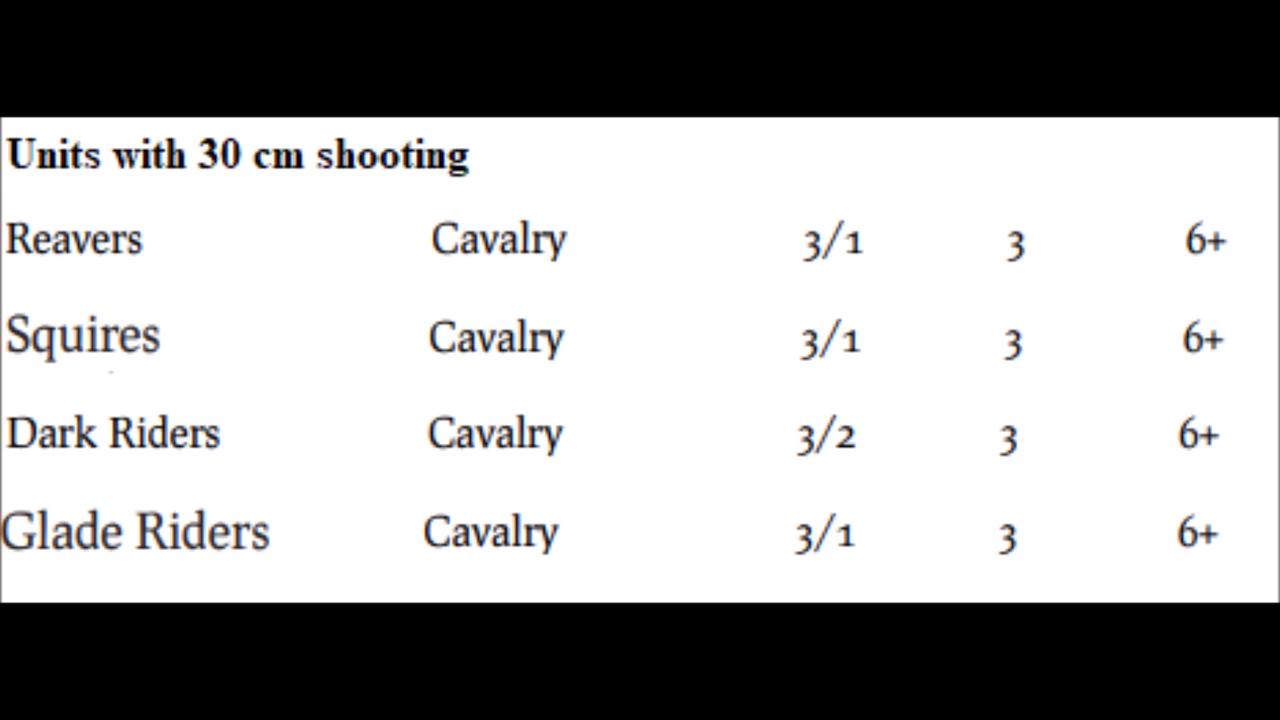 Units with 30 cm shooting
Reavers Cavalry 3/1 3 6+
Squires Cavalry 3/1 3 6+
Dark Riders Cavalry 3/2 3 6+
Glade Riders Cavalry 3/1 3 6+